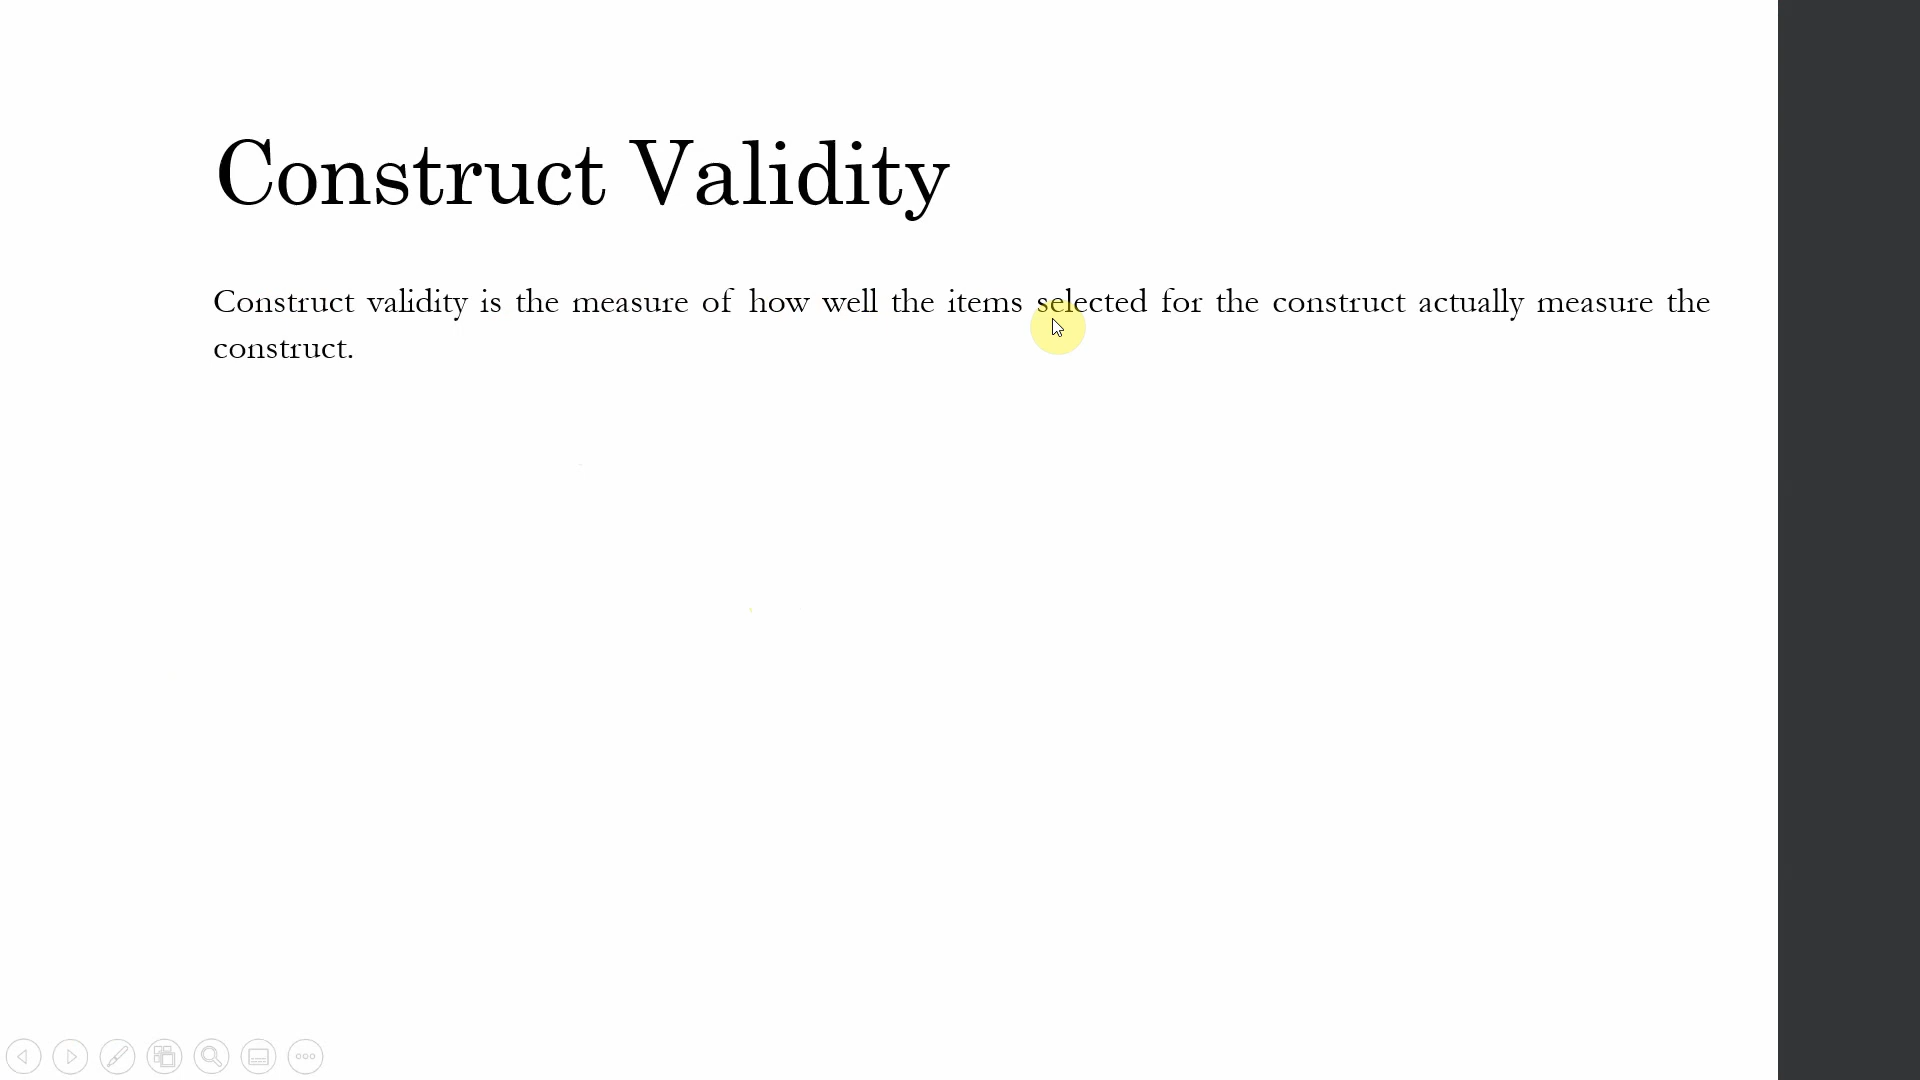 Construct Validity
Construct validity is the measure of how well the items selected for the construct actually measure the
construct.